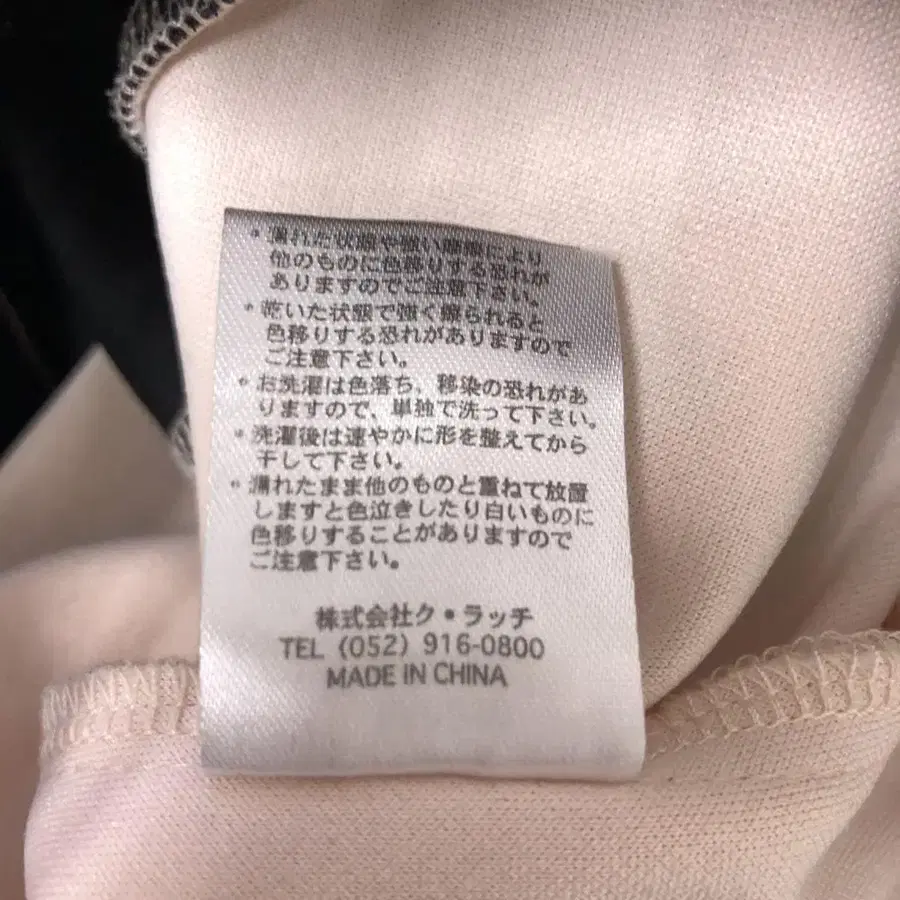 ・濡れた状態や強い摩擦により
他のものに色移りする恐れが
ありますのでご注意下さい。
・乾いた状態で強く擦られると
色移りする恐れがありますので
ご注意下さい。
・お洗濯は色落ち、移染の恐れがあ
りますので、単独で洗って下さい。
・洗濯後は速やかに形を整えてから
干して下さい。
・濡れたまま他のものと重ねて放置
しますと色泣きしたり白いものに
色移りすることがありますので
ご注意下さい。
株式会社ク・ラッチ
TEL (052) 916-0800
MADE IN CHINA